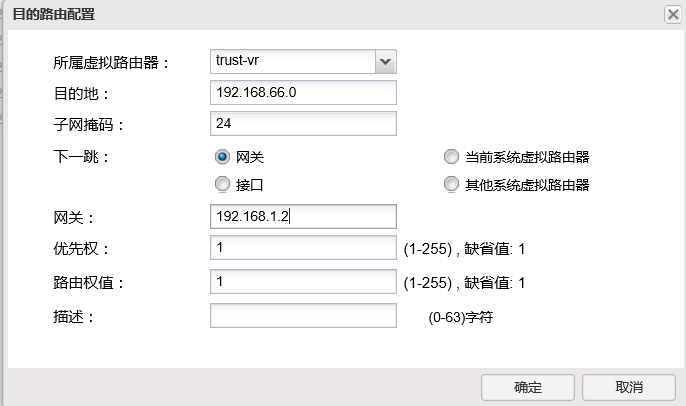 目的路由配置
所属虚拟路由器： trust-vr
目的地： 192.168.66.0
子网掩码： 24
下一跳： 网关 当前系统虚拟路由器
接口 其他系统虚拟路由器
网关： 192.168.1.2
优先权： 1 (1-255) , 缺省值: 1
路由权值： 1 (1-255) , 缺省值: 1
描述： (0-63)字符
确定 取消